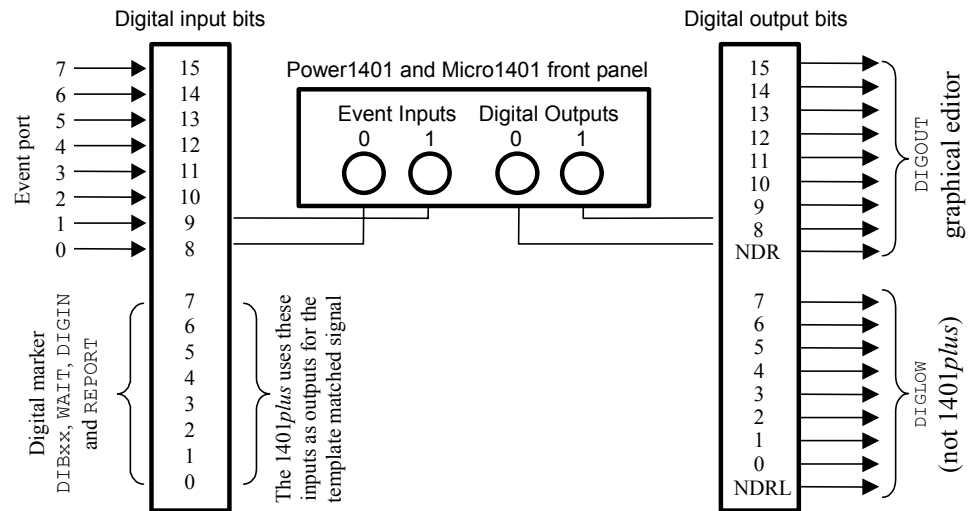 Digital input bits
Digital output bits
Event port
7
6
5
4
3
2
1
0
15
14
13
12
11
10
9
8
7
6
5
4
3
2
1
0
Digital marker
DIBxx, WAIT, DIGIN
and REPORT
The 1401plus uses these
inputs as outputs for the
template matched signal
Power1401 and Micro1401 front panel
Event Inputs Digital Outputs
0 1 0 1
15
14
13
12
11
10
9
8
NDR
7
6
5
4
3
2
1
0
NDRL
DIGOUT
graphical editor
DIGLOW
(not 1401plus)